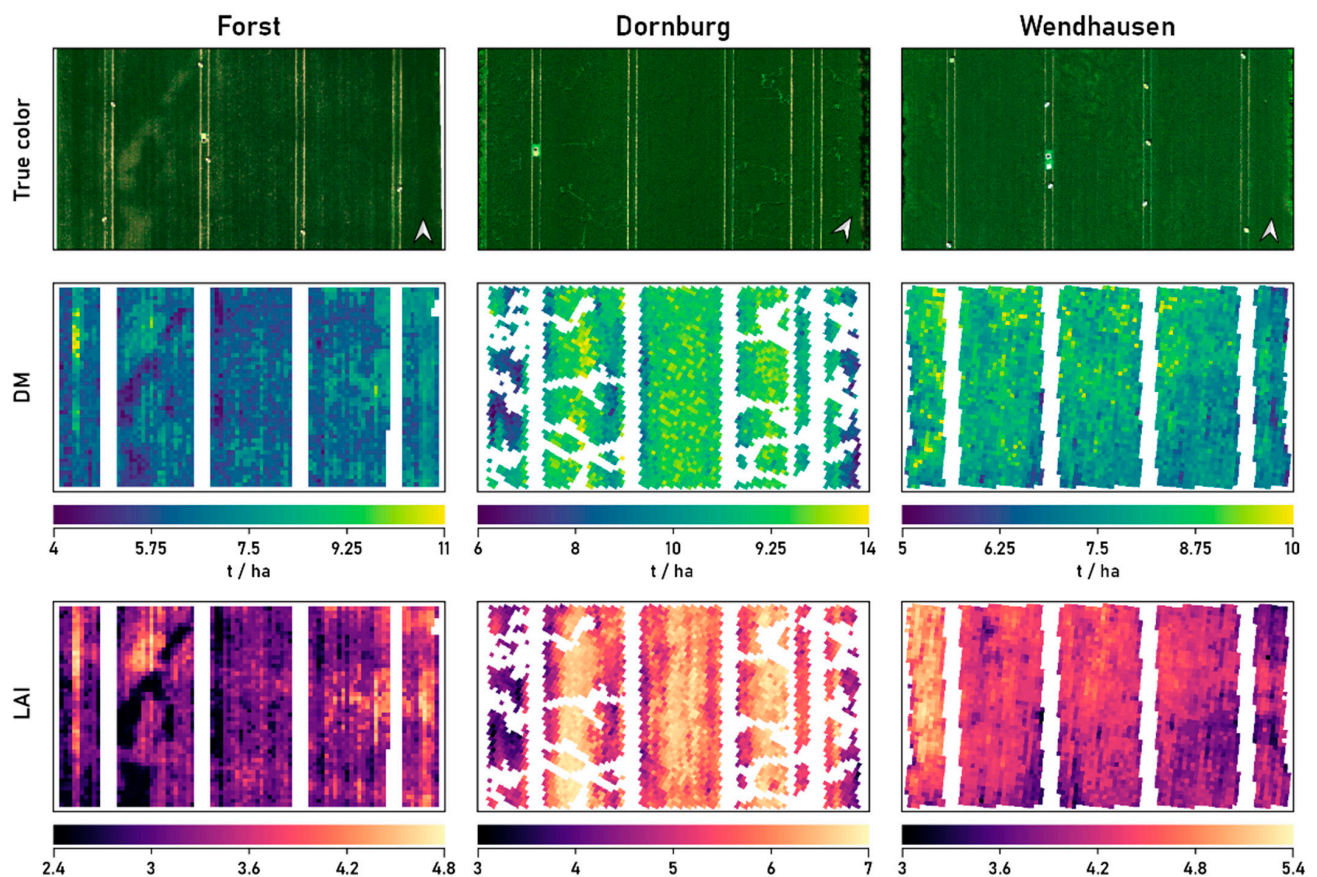 Forst Dornburg Wendhausen
True color
DM
4 5.75 7.5 9.25 11 6 8 10 9.25 14 5 6.25 7.5 8.75 10
t / ha t / ha t / ha
LAI
2.4 3 3.6 4.2 4.8 3 4 5 6 7 3 3.6 4.2 4.8 5.4